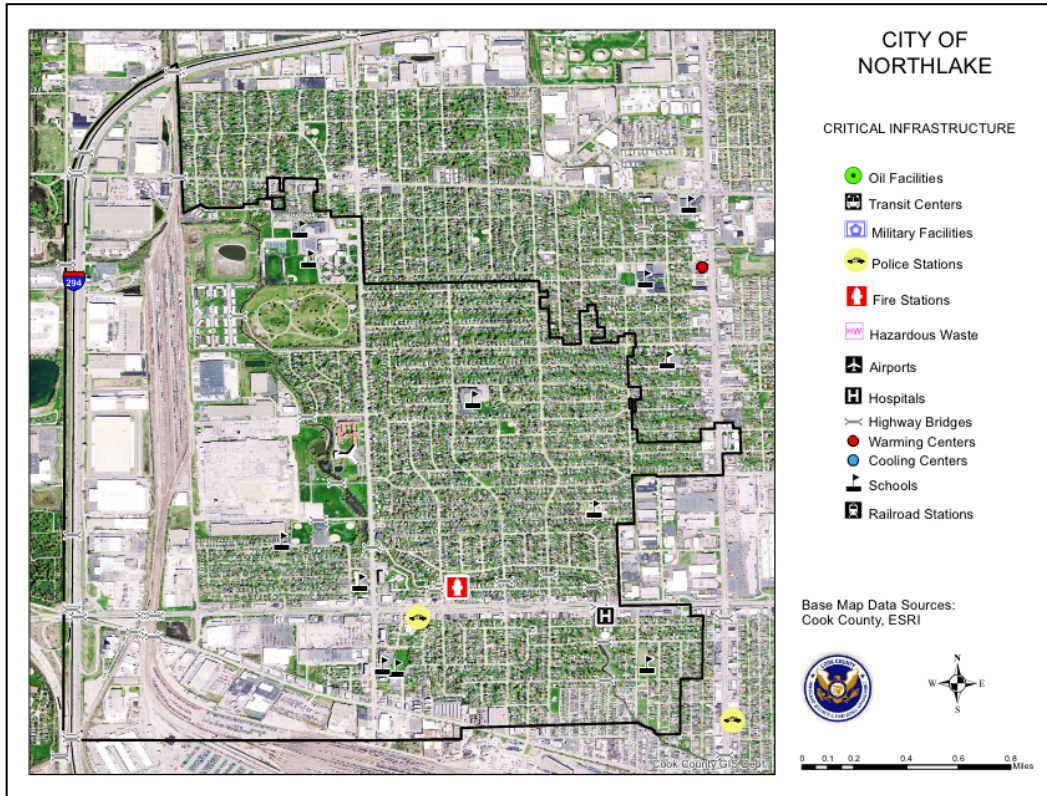 CITY OF
NORTHLAKE
CRITICAL INFRASTRUCTURE
Oil Facilities
Transit Centers
Military Facilities
Police Stations
Fire Stations
HW
Hazardous Waste
Airports
H
Hospitals
Highway Bridges
Warming Centers
Cooling Centers
Schools
Railroad Stations
294
H
Base Map Data Sources:
Cook County, ESRI
N
W E
S
Cook County GIS Dept.
0 0.1 0.2 0.4 0.6 0.8
Miles